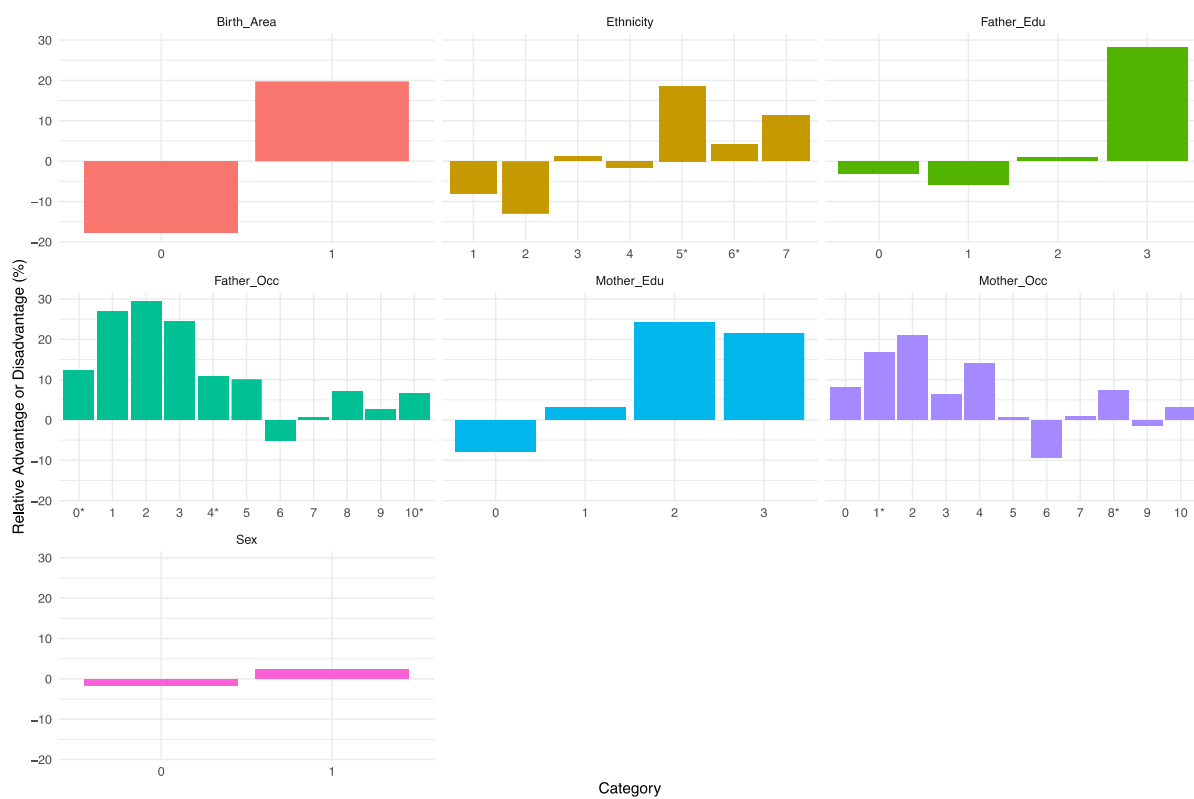 Birth_Area Ethnicity Father_Edu
30
20
10
0
−10
−20
0 1 1 2 3 4 5* 6* 7 0 1 2 3
Father_Occ Mother_Edu Mother_Occ
30
20
10
0
−10
−20
0* 1 2 3 4* 5 6 7 8 9 10* 0 1 2 3 0 1* 2 3 4 5 6 7 8* 9 10
Sex
30
20
10
0
−10
−20
0 1
Relative Advantage or Disadvantage (%)
Category